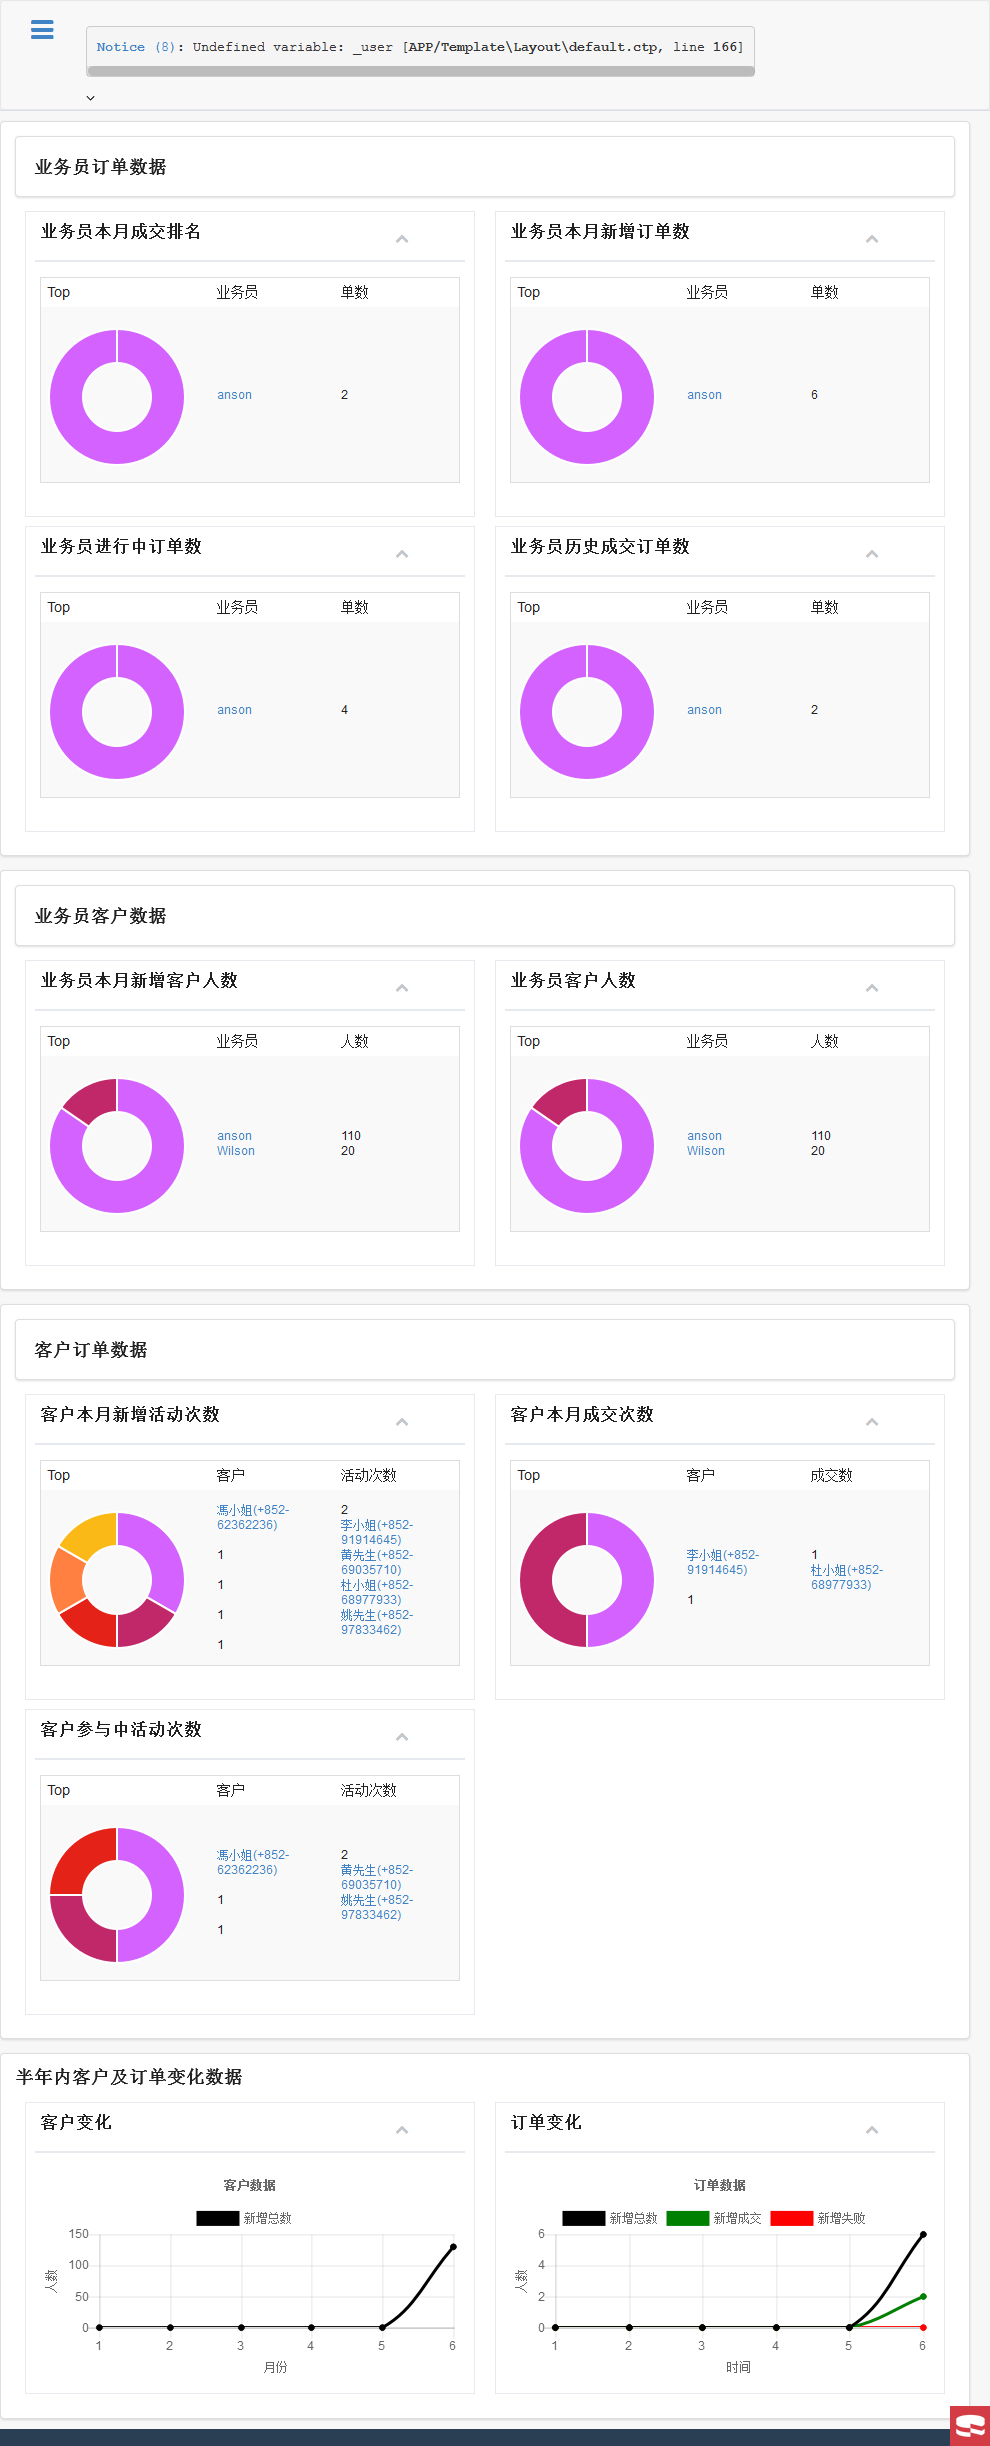 Notice (8): Undefined variable: _user [APP/Template\Layout\default.ctp, line 166]
业务员订单数据
业务员本月成交排名
Top 业务员 单数
anson 2
业务员本月新增订单数
Top 业务员 单数
anson 6
业务员进行中订单数
Top 业务员 单数
anson 4
业务员历史成交订单数
Top 业务员 单数
anson 2
业务员客户数据
业务员本月新增客户人数
Top 业务员 人数
anson 110
Wilson 20
业务员客户人数
Top 业务员 人数
anson 110
Wilson 20
客户订单数据
客户本月新增活动次数
Top 客户 活动次数
馮小姐(+852- 2
62362236) 李小姐(+852-
91914645)
1 黄先生(+852-
69035710)
1 杜小姐(+852-
68977933)
1 姚先生(+852-
97833462)
1
客户本月成交次数
Top 客户 成交数
李小姐(+852- 1
91914645) 杜小姐(+852-
68977933)
1
客户参与中活动次数
Top 客户 活动次数
馮小姐(+852- 2
62362236) 黄先生(+852-
69035710)
1 姚先生(+852-
97833462)
1
半年内客户及订单变化数据
客户变化
客户数据
新增总数
150
100
50
0
人数
1 2 3 4 5 6
月份
订单变化
订单数据
新增总数 新增成交 新增失败
6
4
2
0
人数
1 2 3 4 5 6
时间